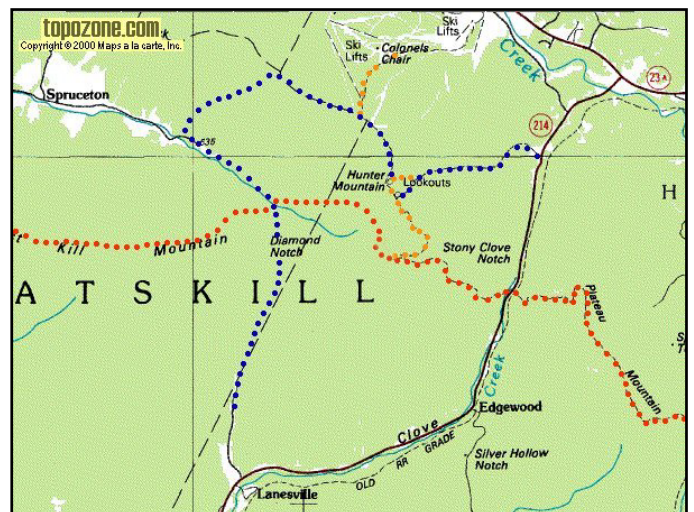 topozone.com
Copyright © 2000 Maps a la carte, Inc.
Ski
Lifts
Ski
Lifts
Colonels
Chair
Creek
23A
Spruceton
635
214
Hunter
Mountain
Lookouts
H
Kill Mountain
Diamond
Notch
Stony Clove
Notch
ATSKILL
Plateau
Mountain
Creek
Edgewood
Clove
OLD RR GRADE
Silver Hollow
Notch
Lanesville